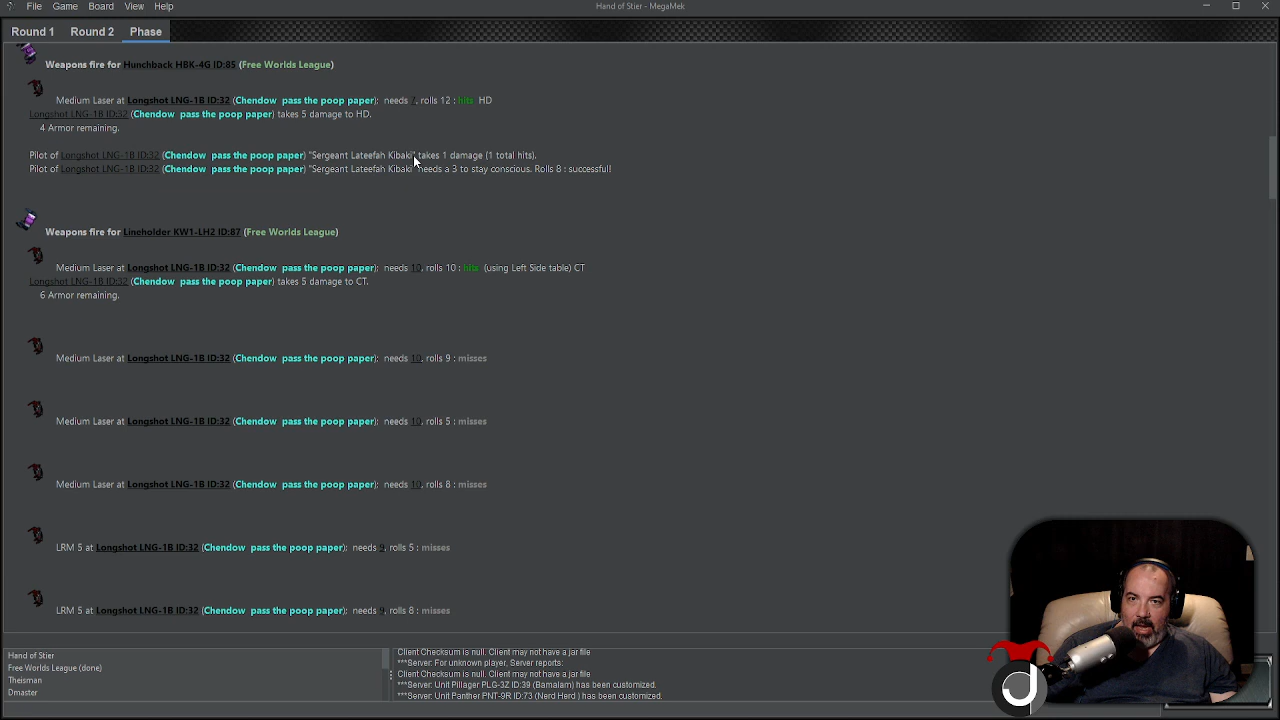 File Game Board View Help
Hand of Stier - MegaMek
Round 1 Round 2 Phase
Weapons fire for Hunchback HBK-4G ID:85 (Free Worlds League)
Medium Laser at Longshot LNG-1B ID:32 (Chendow pass the poop paper); needs 7, rolls 12 : hits HD
Longshot LNG-1B ID:32 (Chendow pass the poop paper) takes 5 damage to HD.
4 Armor remaining.
Pilot of Longshot LNG-1B ID:32 (Chendow pass the poop paper) "Sergeant Lateefah Kibaki" takes 1 damage (1 total hits).
Pilot of Longshot LNG-1B ID:32 (Chendow pass the poop paper) "Sergeant Lateefah Kibaki" needs a 3 to stay conscious. Rolls 8 : successful!
Weapons fire for Lineholder KW1-LH2 ID:87 (Free Worlds League)
Medium Laser at Longshot LNG-1B ID:32 (Chendow pass the poop paper); needs 10, rolls 10 : hits (using Left Side table) CT
Longshot LNG-1B ID:32 (Chendow pass the poop paper) takes 5 damage to CT.
6 Armor remaining.
Medium Laser at Longshot LNG-1B ID:32 (Chendow pass the poop paper); needs 10, rolls 9 : misses
Medium Laser at Longshot LNG-1B ID:32 (Chendow pass the poop paper); needs 10, rolls 5 : misses
Medium Laser at Longshot LNG-1B ID:32 (Chendow pass the poop paper); needs 10, rolls 8 : misses
LRM 5 at Longshot LNG-1B ID:32 (Chendow pass the poop paper); needs 9, rolls 5 : misses
LRM 5 at Longshot LNG-1B ID:32 (Chendow pass the poop paper); needs 9, rolls 8 : misses
Hand of Stier
Free Worlds League (done)
Theisman
Dmaster
Client Checksum is null. Client may not have a jar file
***Server: For unknown player, Server reports:
Client Checksum is null. Client may not have a jar file
***Server: Unit Pillager PLG-3Z ID:39 (Bamalam) has been customized.
***Server: Unit Panther PNT-9R ID:73 (Nerd Herd ) has been customized.